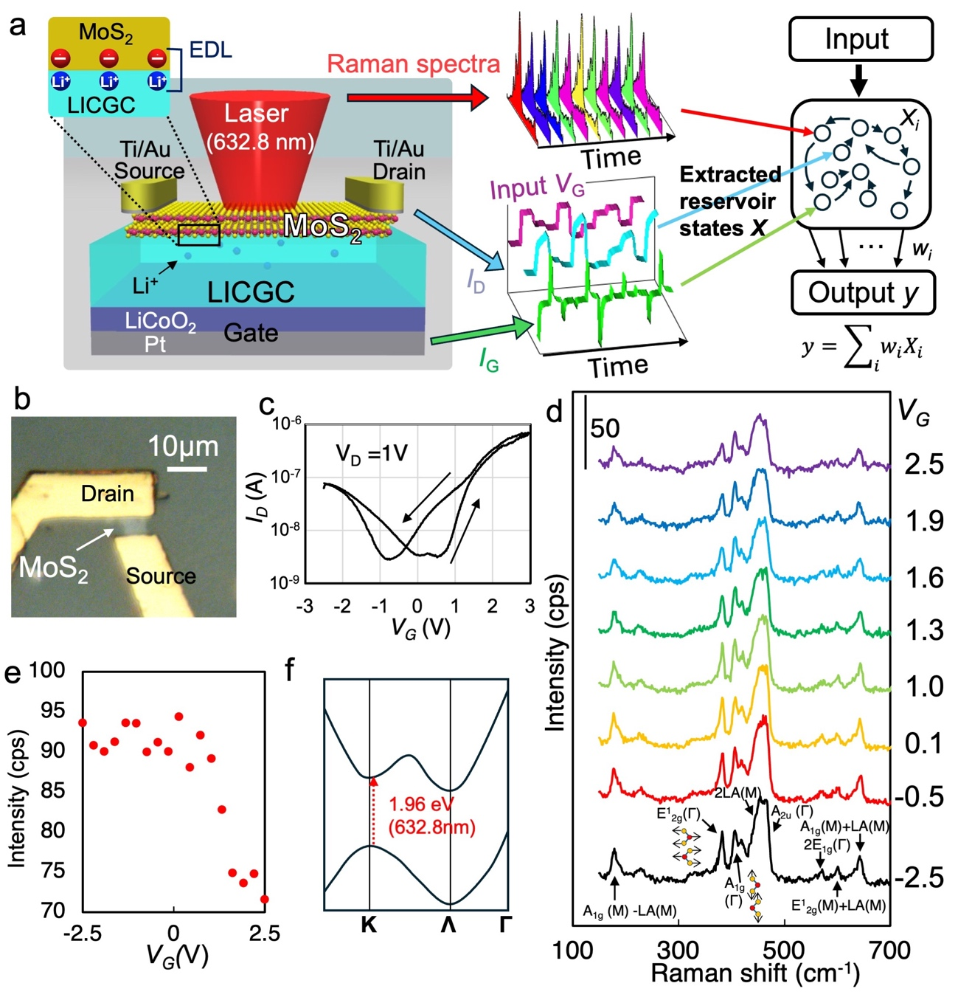 a
MoS2
EDL
Li+ Li+ Li+
LICGC
Raman spectra
Laser
(632.8 nm)
Ti/Au
Source
Ti/Au
Drain
MoS2
Li+
LICGC
LiCoO2
Pt
Gate
ID
IG
Time
Input VG
Time
Extracted
reservoir
states X
Input
Xi
... wi
Output y
y = ∑i wiXi
b
10µm
Drain
MoS2
Source
c
10-6
10-7
10-8
10-9
ID (A)
VD =1V
-3 -2 -1 0 1 2 3
VG (V)
d
50
VG
2.5
1.9
1.6
1.3
1.0
0.1
-0.5
-2.5
Intensity (cps)
2LA(M)
E12g(Γ)
A2u (Γ)
A1g(M)+LA(M)
2E1g(Γ)
A1g
(Γ)
A1g (M) -LA(M)
E12g(M)+LA(M)
100 300 500 700
Raman shift (cm-1)
e
100
95
90
85
80
75
70
Intensity (cps)
-2.5 0 2.5
VG(V)
f
1.96 eV
(632.8nm)
K Λ Γ